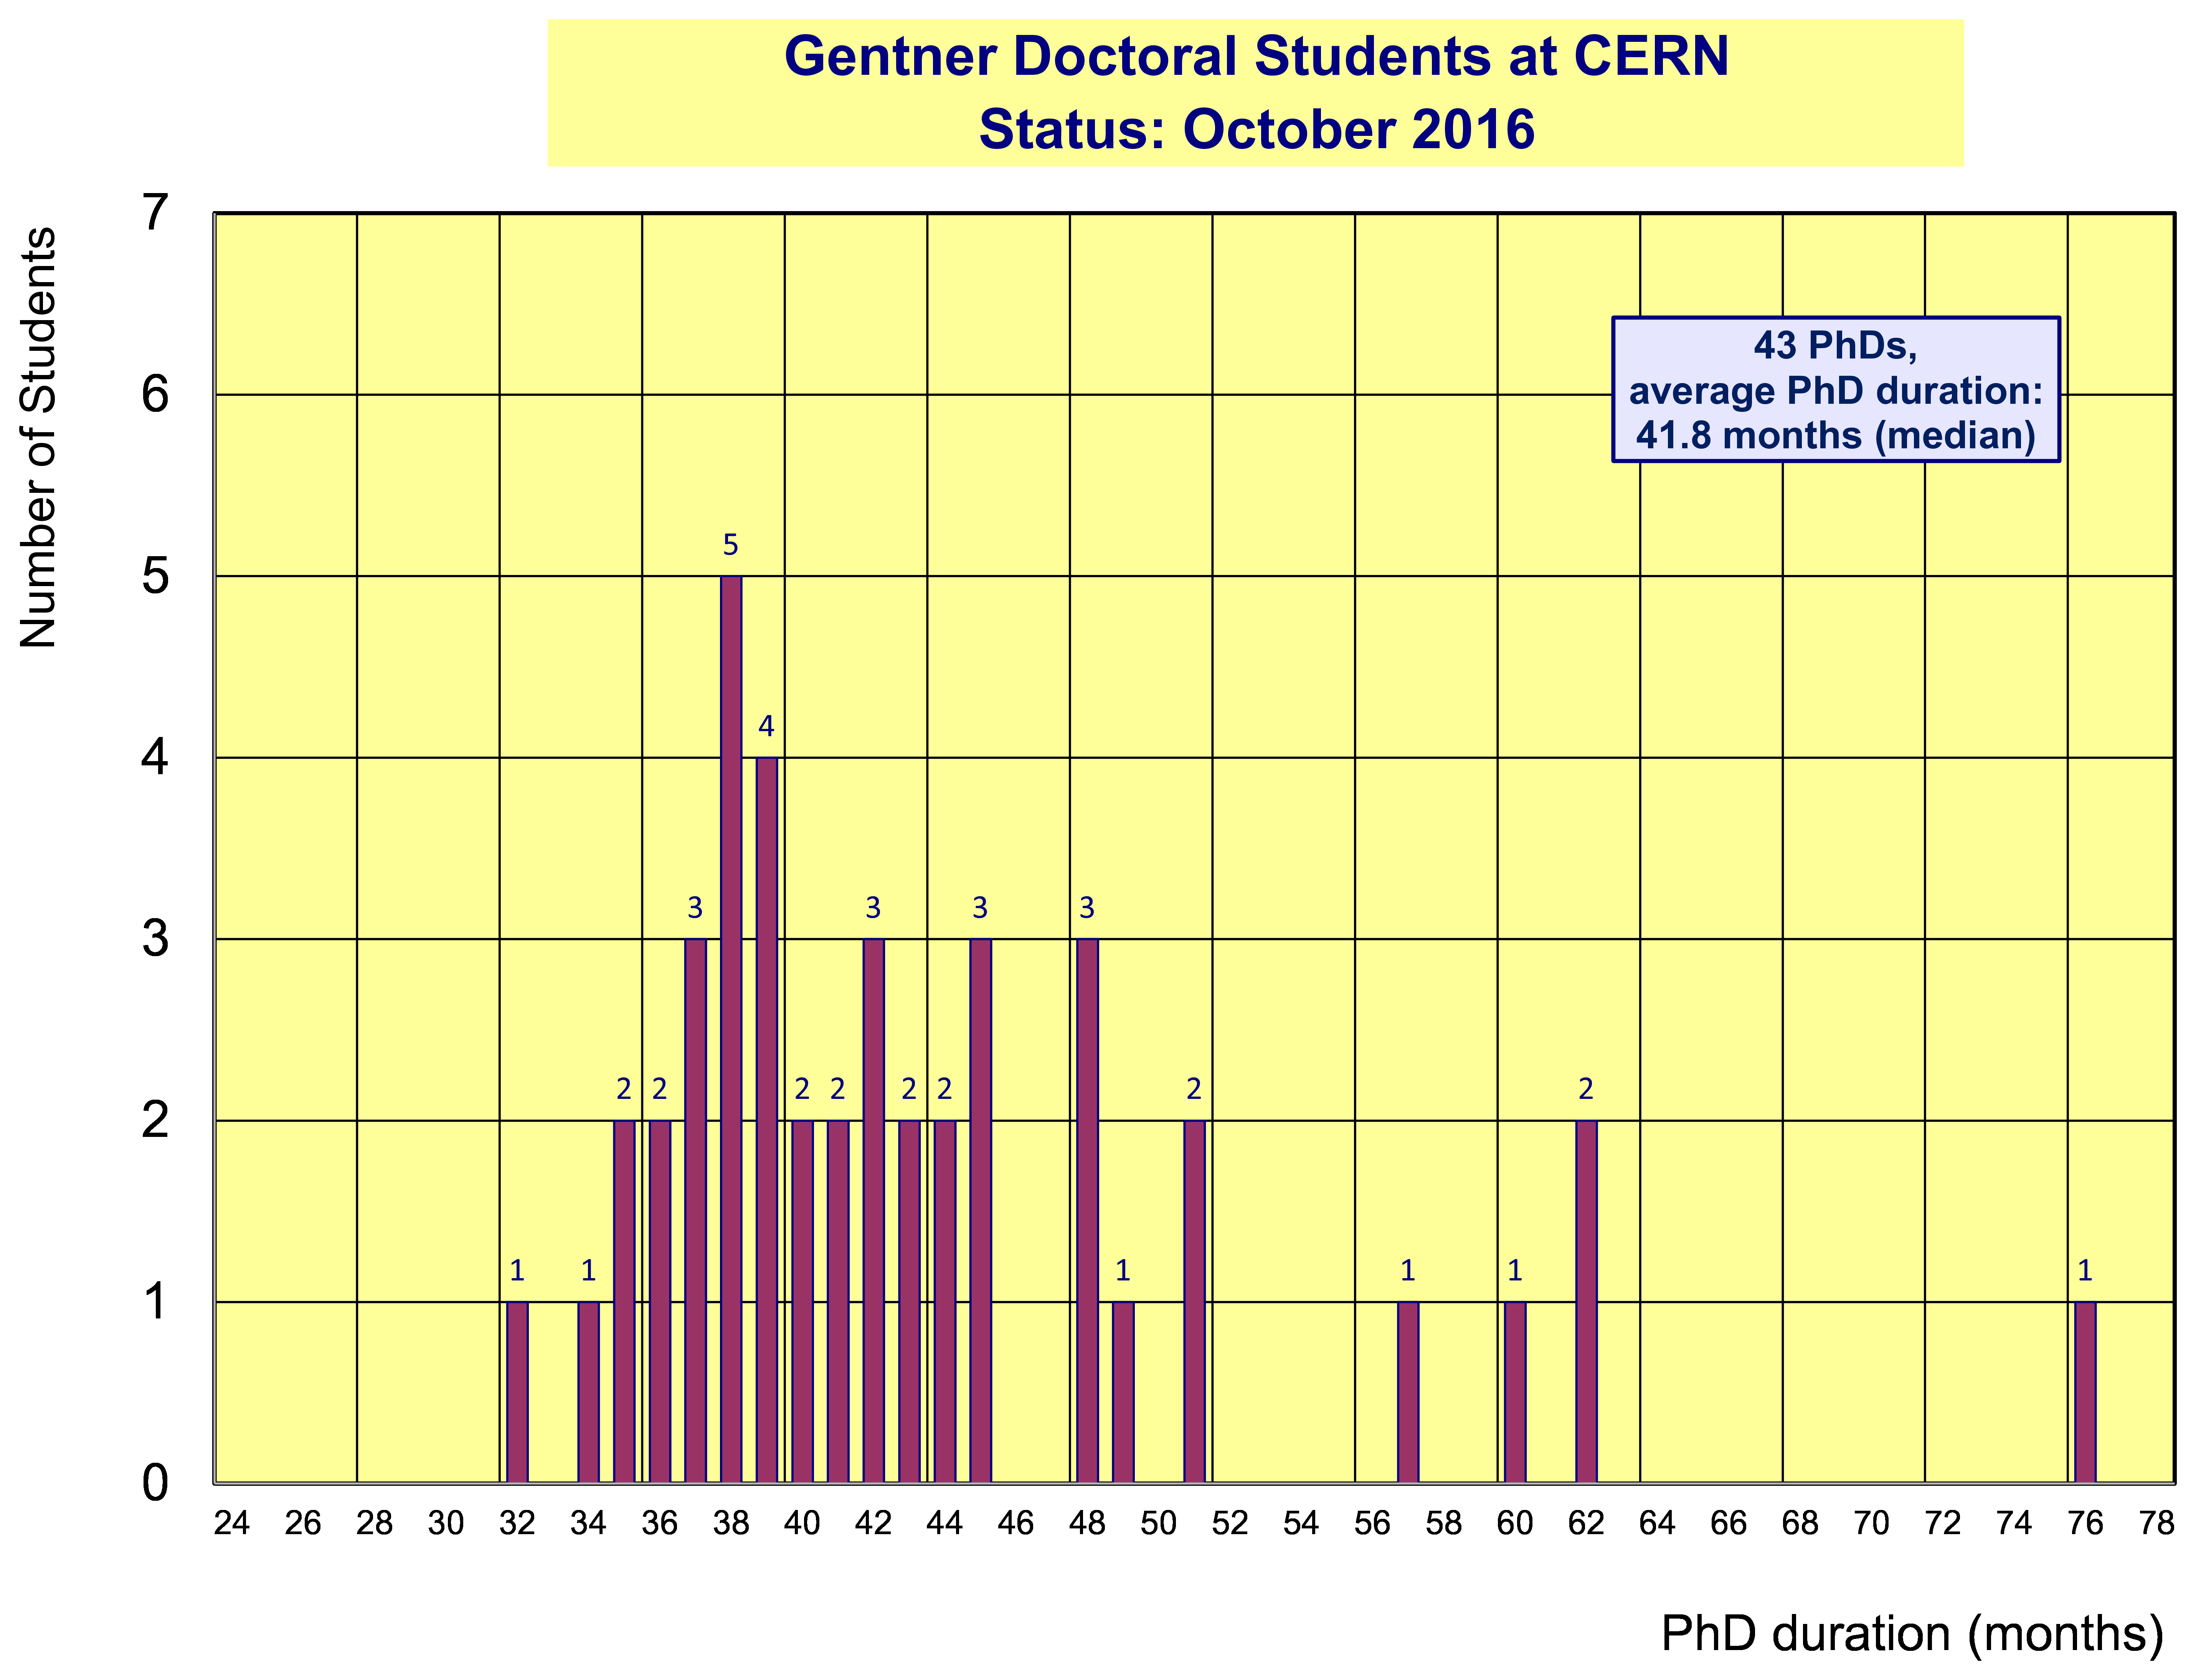 Gentner Doctoral Students at CERN
Status: October 2016
Number of Students
7
6
5
4
3
2
1
0
43 PhDs,
average PhD duration:
41.8 months (median)
1 1 2 2 3 5 4 2 2 3 2 2 3 3 1 2 1 1 2 1
24 26 28 30 32 34 36 38 40 42 44 46 48 50 52 54 56 58 60 62 64 66 68 70 72 74 76 78
PhD duration (months)